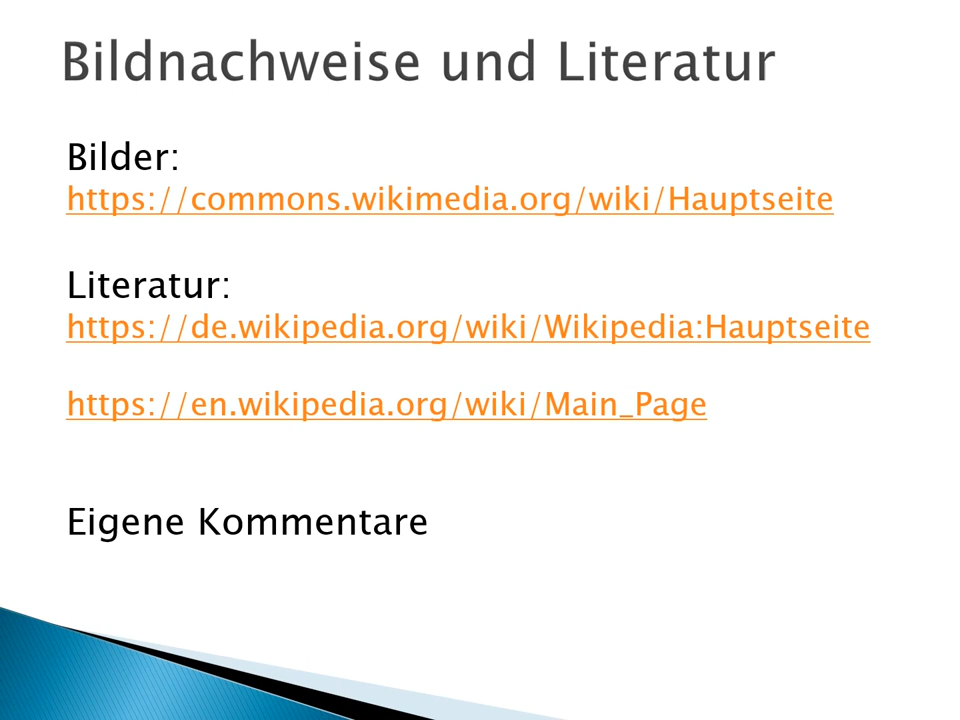 Bildnachweise und Literatur
Bilder:
https://commons.wikimedia.org/wiki/Hauptseite
Literatur:
https://de.wikipedia.org/wiki/Wikipedia:Hauptseite
https://en.wikipedia.org/wiki/Main_Page
Eigene Kommentare